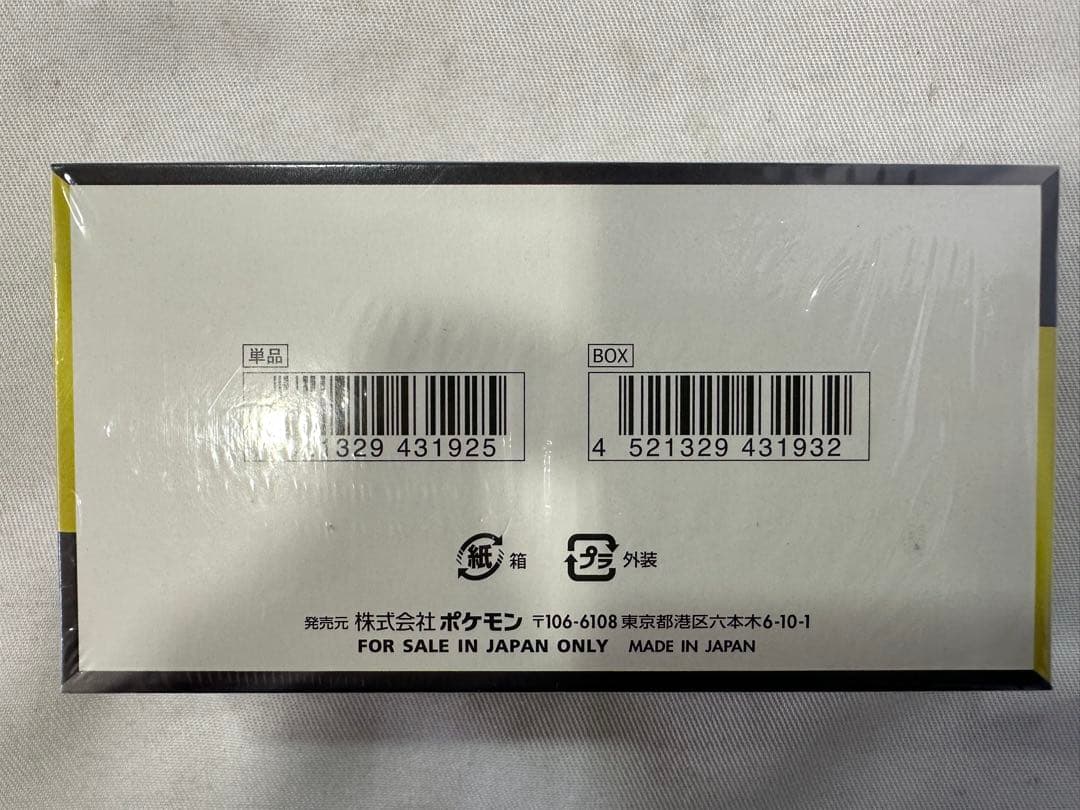 単品
BOX
1329 431925
4 521329 431932
紙 箱
プラ 外装
発売元 株式会社 ポケモン 〒106-6108 東京都港区六本木6-10-1
FOR SALE IN JAPAN ONLY MADE IN JAPAN